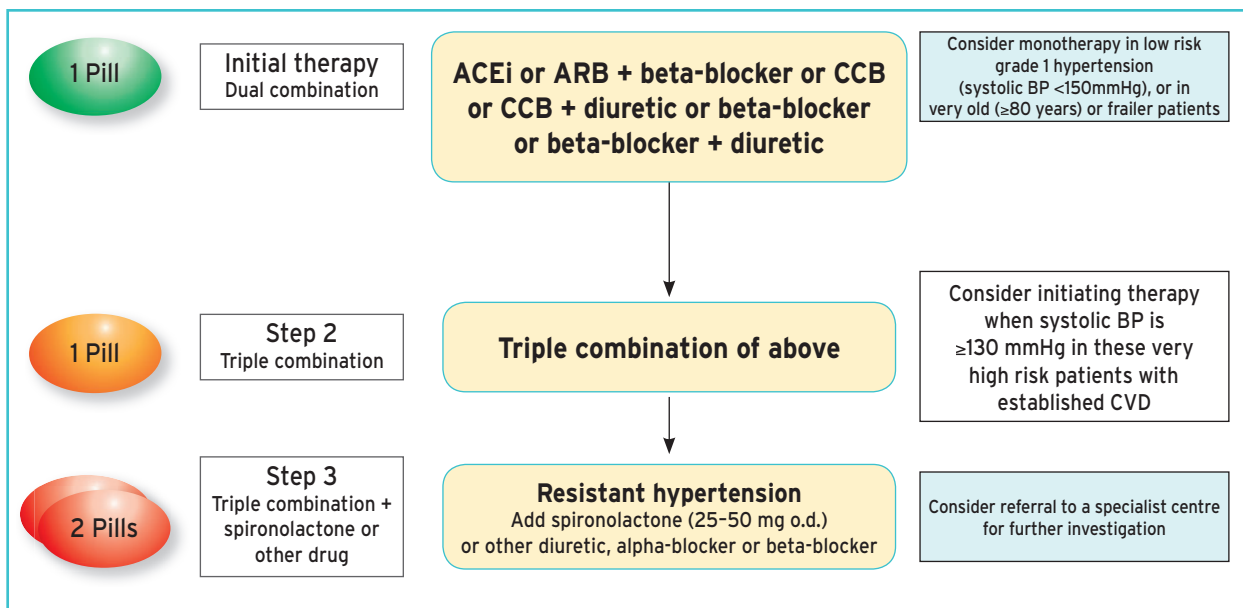 1 Pill
Initial therapy
Dual combination
ACEi or ARB + beta-blocker or CCB
or CCB + diuretic or beta-blocker
or beta-blocker + diuretic
Consider monotherapy in low risk
grade 1 hypertension
(systolic BP <150mmHg), or in
very old (≥80 years) or frailer patients
1 Pill
Step 2
Triple combination
Triple combination of above
Consider initiating therapy
when systolic BP is
≥130 mmHg in these very
high risk patients with
established CVD
2 Pills
Step 3
Triple combination +
spironolactone or
other drug
Resistant hypertension
Add spironolactone (25–50 mg o.d.)
or other diuretic, alpha-blocker or beta-blocker
Consider referral to a specialist centre
for further investigation